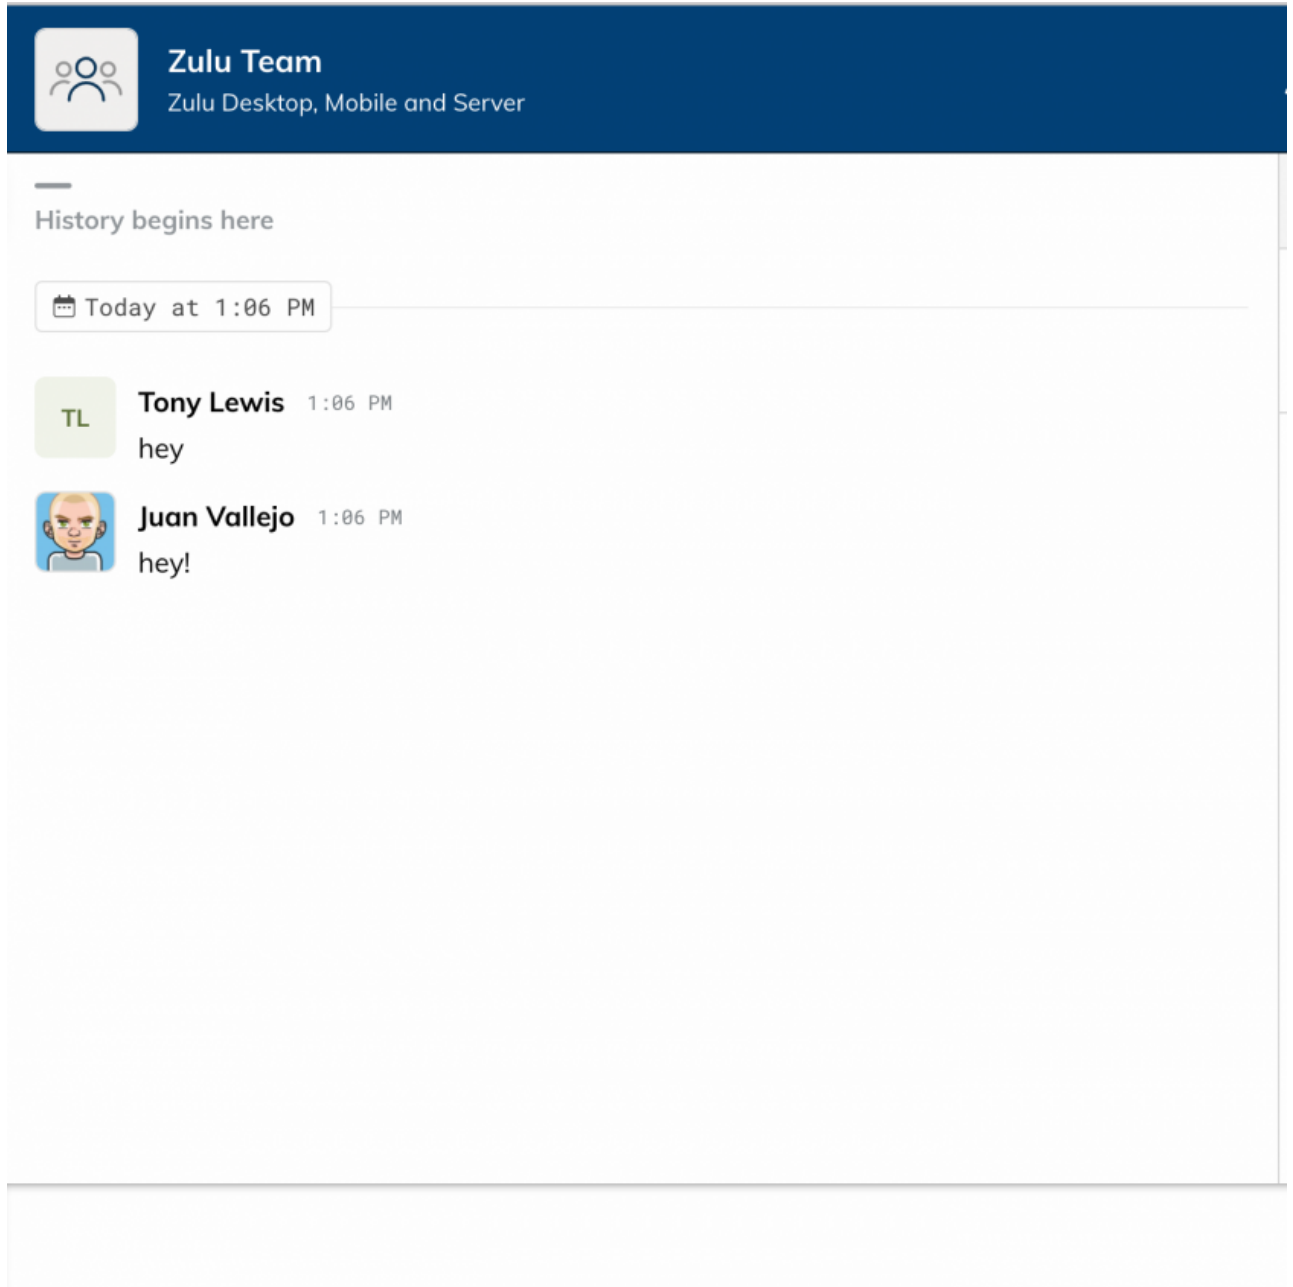 Zulu Team
Zulu Desktop, Mobile and Server
History begins here
Today at 1:06 PM
TL
Tony Lewis 1:06 PM
hey
Juan Vallejo 1:06 PM
hey!